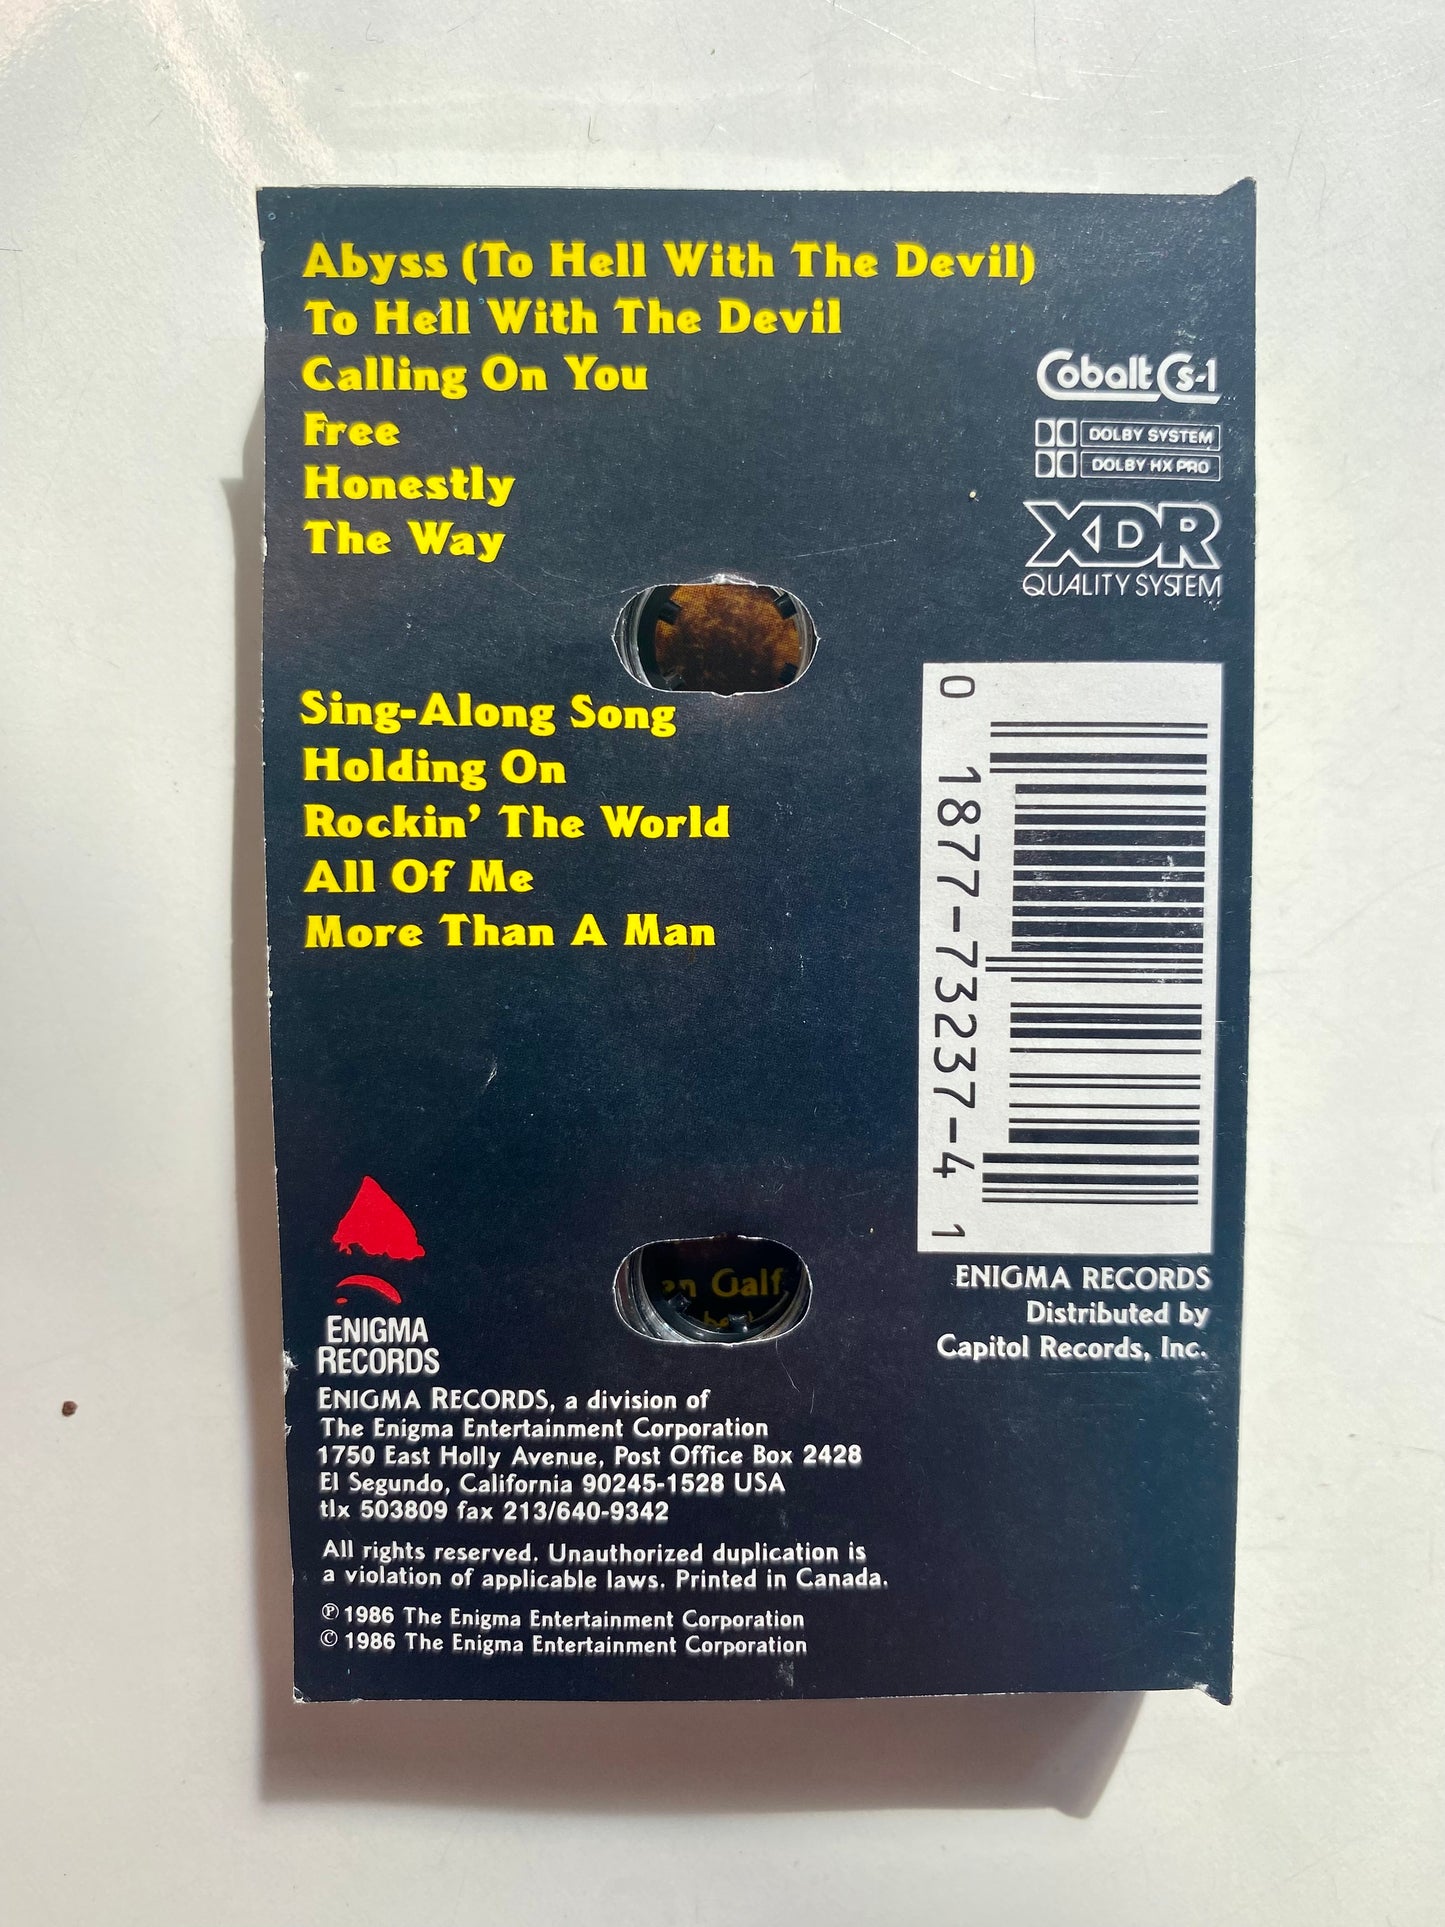 Abyss (To Hell With The Devil)
To Hell With The Devil
Calling On You
Free
Honestly
The Way
Cobalt Cs-1
DOLBY SYSTEM
DOLBY HX PRO
XDR
QUALITY SYSTEM
Sing-Along Song
Holding On
Rockin' The World
All Of Me
More Than A Man
0 1877-73237-4 1
ENIGMA RECORDS
Distributed by
Capitol Records, Inc.
Galf
ENIGMA
RECORDS
ENIGMA RECORDS, a division of
The Enigma Entertainment Corporation
1750 East Holly Avenue, Post Office Box 2428
El Segundo, California 90245-1528 USA
tlx 503809 fax 213/640-9342
All rights reserved. Unauthorized duplication is
a violation of applicable laws. Printed in Canada.
℗ 1986 The Enigma Entertainment Corporation
© 1986 The Enigma Entertainment Corporation